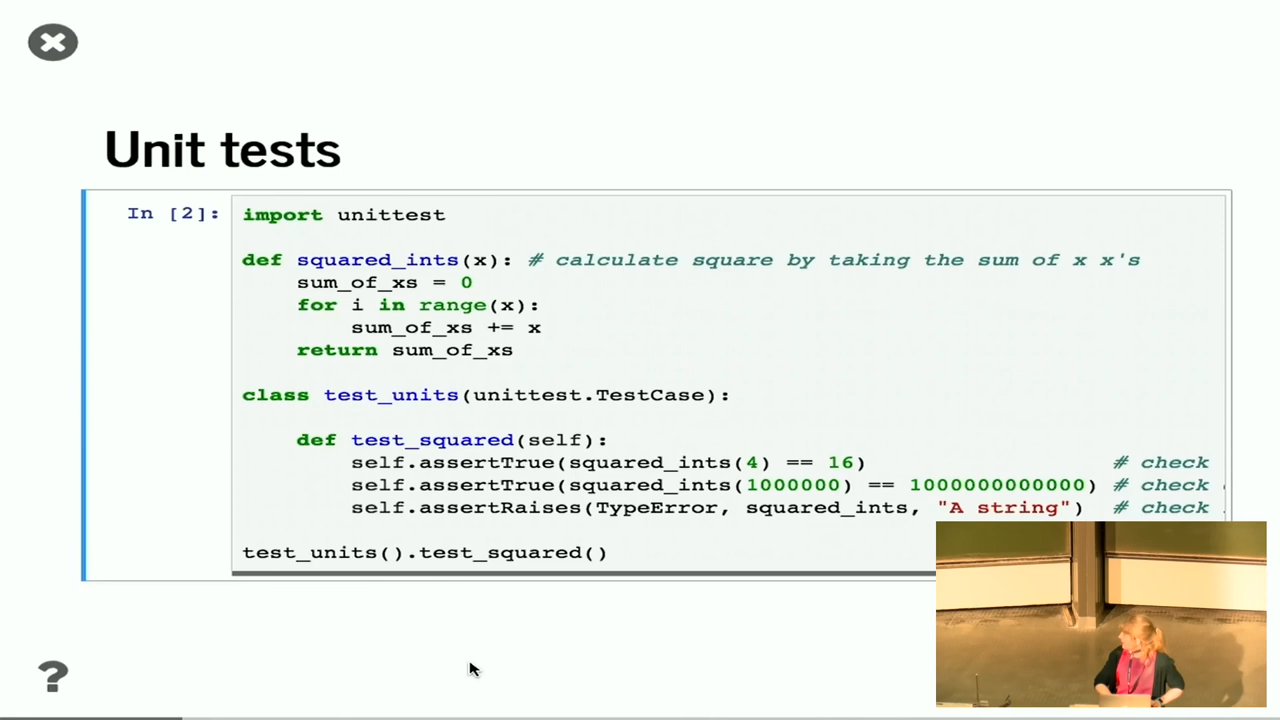 Unit tests
In [2]:
import unittest
def squared_ints(x): # calculate square by taking the sum of x x's
    sum_of_xs = 0
    for i in range(x):
        sum_of_xs += x
    return sum_of_xs
class test_units(unittest.TestCase):
    def test_squared(self):
        self.assertTrue(squared_ints(4) == 16) # check
        self.assertTrue(squared_ints(1000000) == 1000000000000) # check
        self.assertRaises(TypeError, squared_ints, "A string") # check
test_units().test_squared()
?